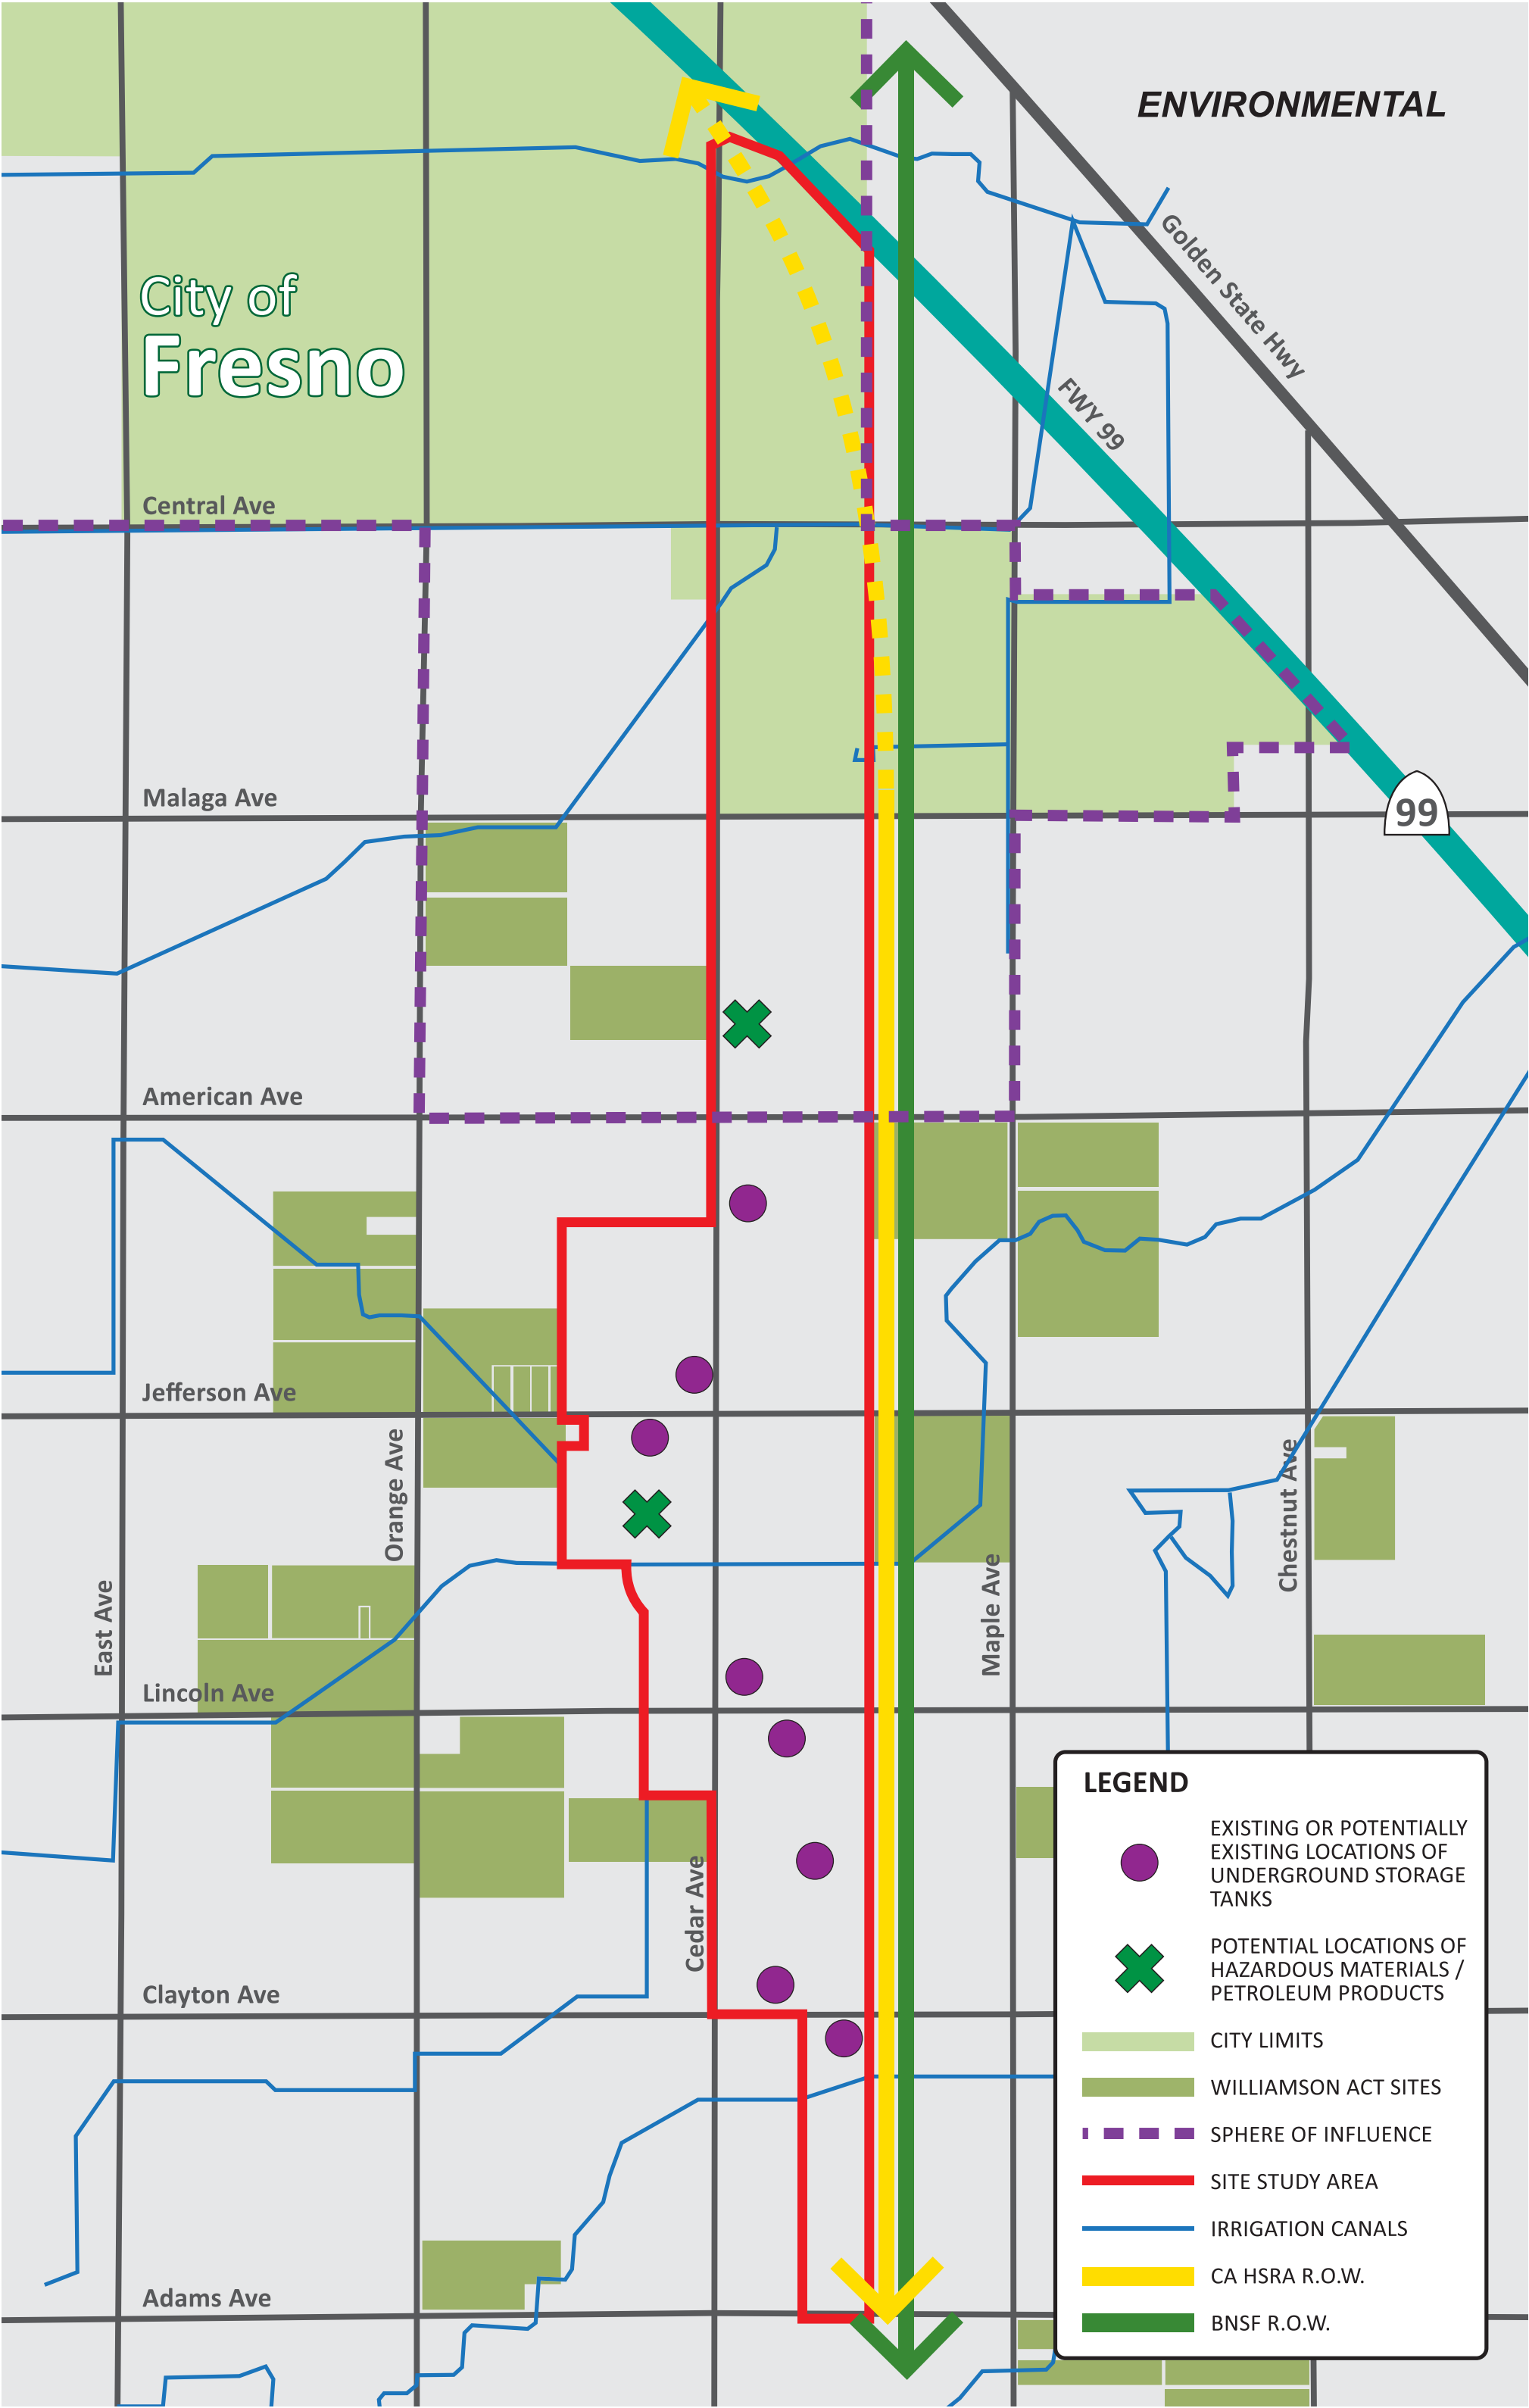 ENVIRONMENTAL
Golden State Hwy
City of
Fresno
FWY 99
Central Ave
Malaga Ave
99
American Ave
Jefferson Ave
Orange Ave
Chestnut Ave
East Ave
Maple Ave
Lincoln Ave
Cedar Ave
Clayton Ave
Adams Ave
LEGEND
EXISTING OR POTENTIALLY
EXISTING LOCATIONS OF
UNDERGROUND STORAGE
TANKS
POTENTIAL LOCATIONS OF
HAZARDOUS MATERIALS /
PETROLEUM PRODUCTS
CITY LIMITS
WILLIAMSON ACT SITES
SPHERE OF INFLUENCE
SITE STUDY AREA
IRRIGATION CANALS
CA HSRA R.O.W.
BNSF R.O.W.